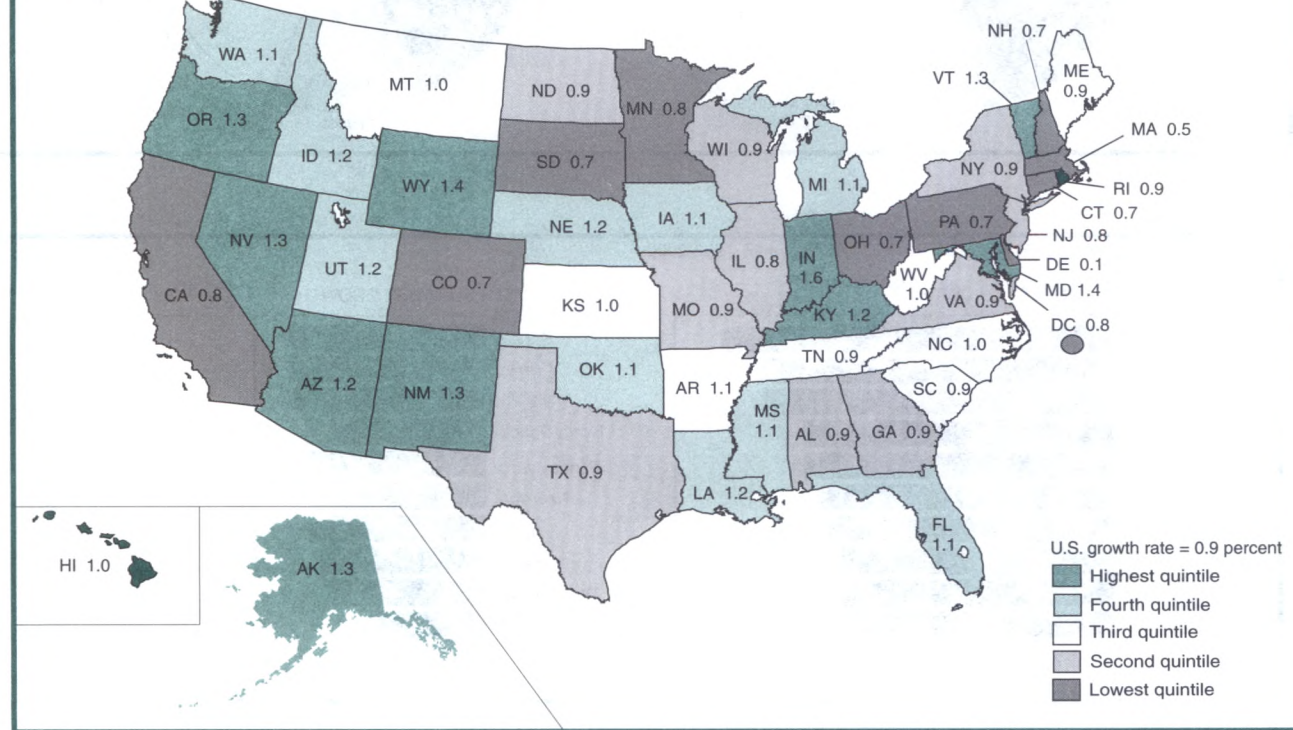 NH 0.7
WA 1.1
MT 1.0
ND 0.9
MN 0.8
VT 1.3
ME
0.9
OR 1.3
ID 1.2
WY 1.4
SD 0.7
WI 0.9
MI 1.1
NY 0.9
MA 0.5
RI 0.9
CT 0.7
NJ 0.8
DE 0.1
MD 1.4
DC 0.8
NV 1.3
UT 1.2
CO 0.7
NE 1.2
IA 1.1
IL 0.8
IN
1.6
OH 0.7
PA 0.7
CA 0.8
KS 1.0
MO 0.9
KY 1.2
WV
1.0
VA 0.9
AZ 1.2
NM 1.3
OK 1.1
AR 1.1
TN 0.9
NC 1.0
SC 0.9
TX 0.9
LA 1.2
MS
1.1
AL 0.9
GA 0.9
FL
1.1
HI 1.0
AK 1.3
U.S. growth rate = 0.9 percent
Highest quintile
Fourth quintile
Third quintile
Second quintile
Lowest quintile